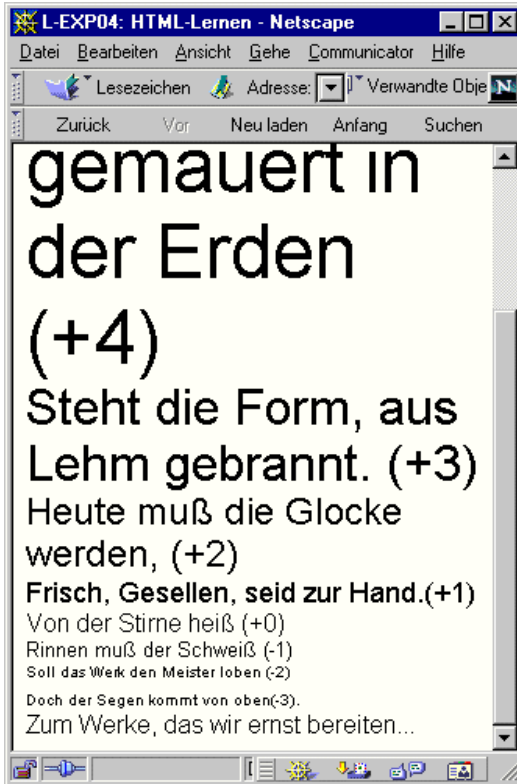 L-EXP04: HTML-Lernen - Netscape
Datei Bearbeiten Ansicht Gehe Communicator Hilfe
Lesezeichen Adresse: Verwandte Obje N
Zurück Vor Neu laden Anfang Suchen
gemauert in
der Erden
(+4)
Steht die Form, aus
Lehm gebrannt. (+3)
Heute muß die Glocke
werden, (+2)
Frisch, Gesellen, seid zur Hand.(+1)
Von der Stirne heiß (+0)
Rinnen muß der Schweiß (-1)
Soll das Werk den Meister loben (-2)
Doch der Segen kommt von oben(-3).
Zum Werke, das wir ernst bereiten...